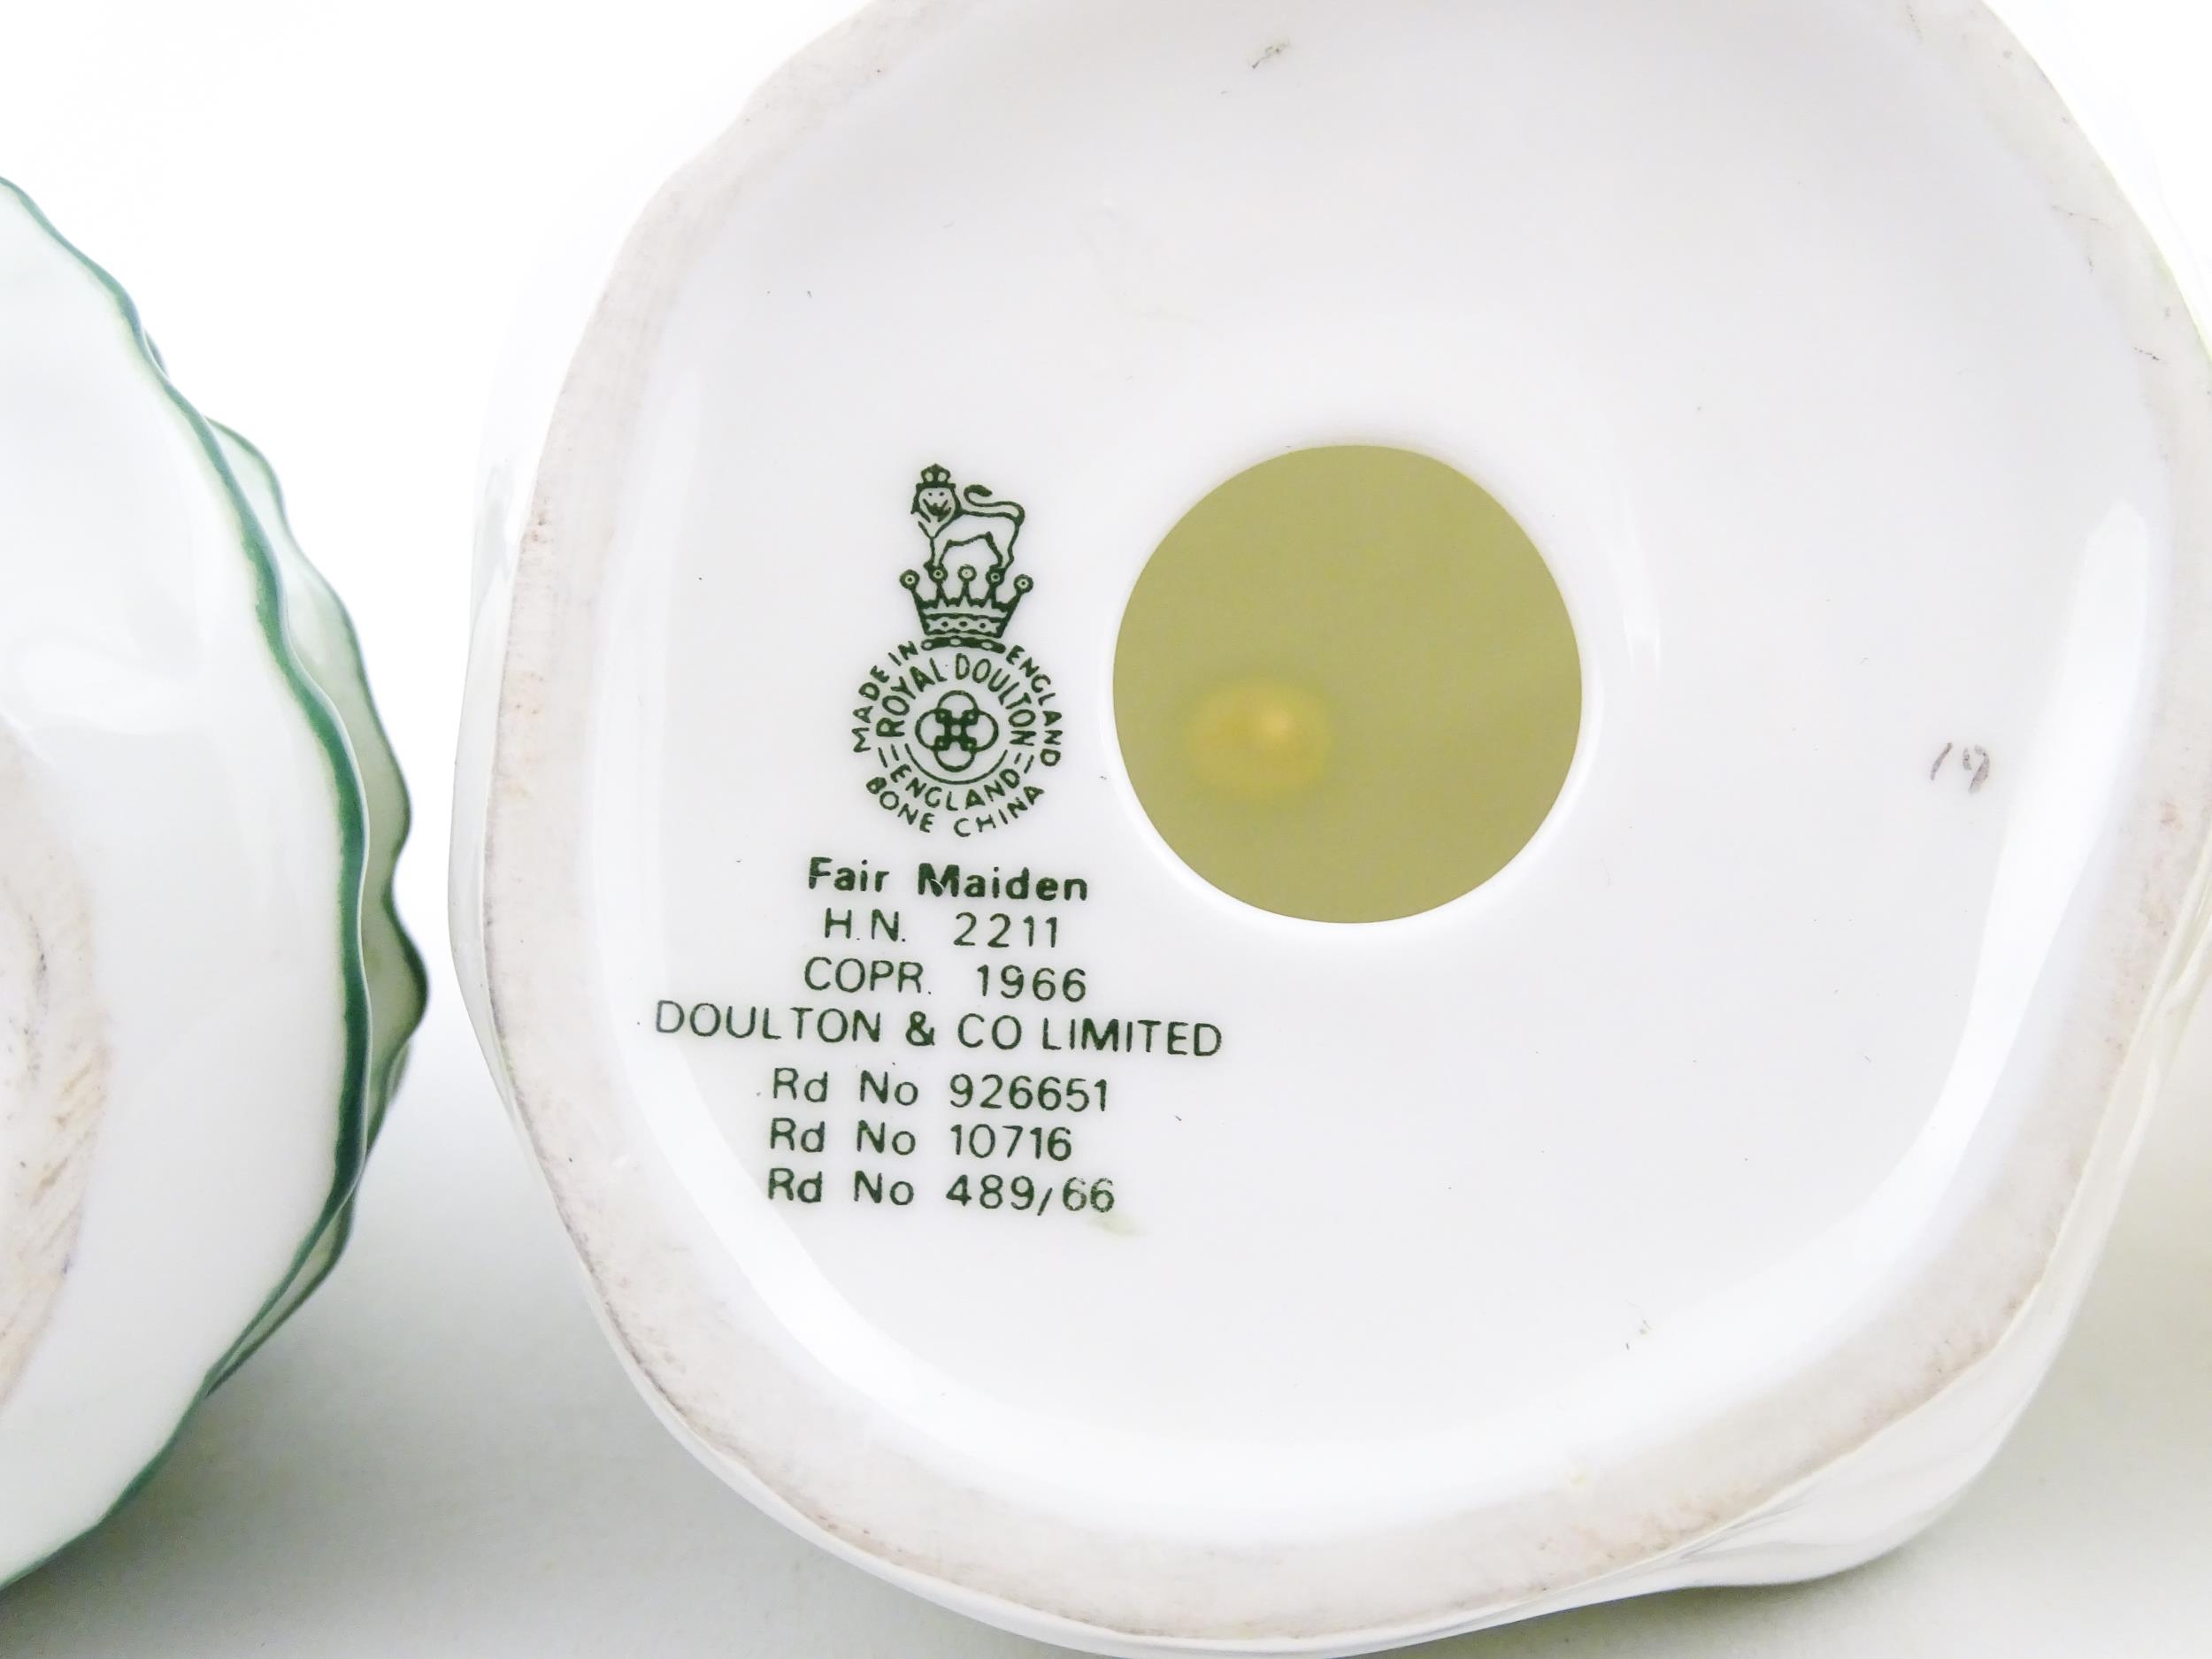 MADE IN ENGLAND
ROYAL DOULTON
ENGLAND
BONE CHINA
Fair Maiden
H.N. 2211
COPR. 1966
DOULTON & CO LIMITED
Rd No 926651
Rd No 10716
Rd No 489/66